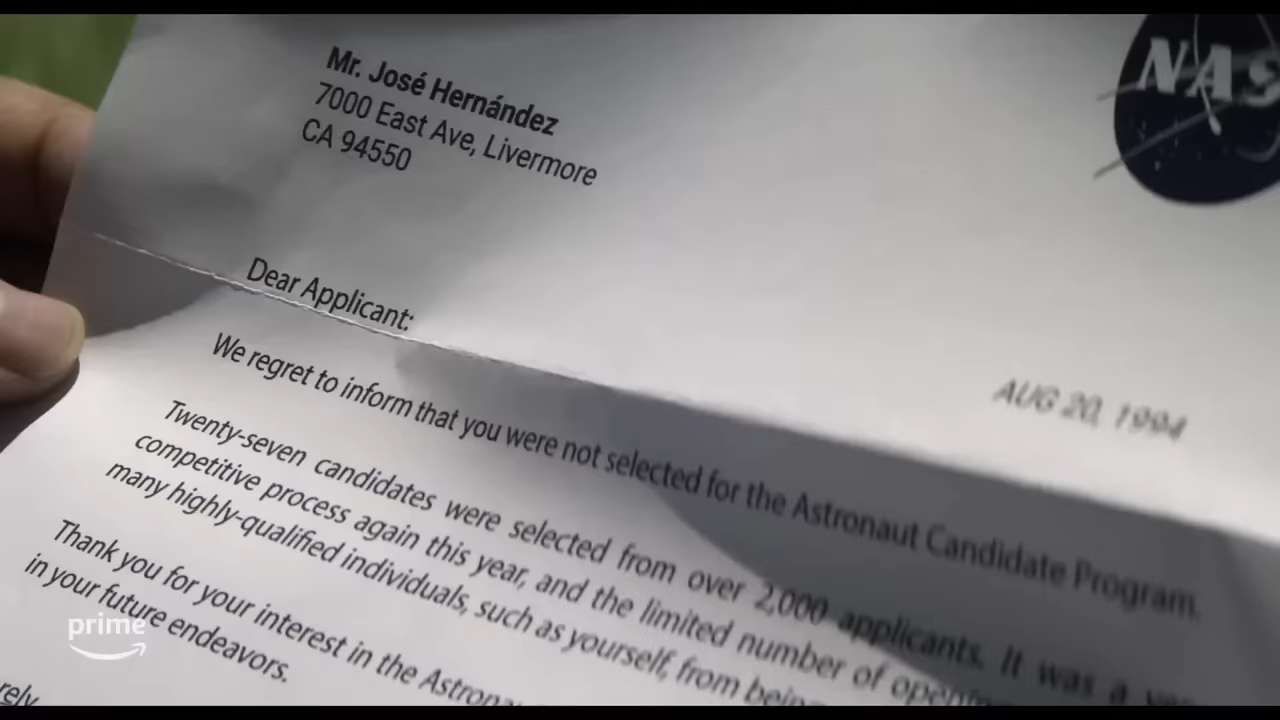 Mr. José Hernández
7000 East Ave, Livermore
CA 94550
NAS
Dear Applicant:
AUG 20, 1994
We regret to inform that you were not selected for the Astronaut Candidate Program.
Twenty-seven candidates were selected from over 2,000 applicants. It was a
competitive process again this year, and the limited number of
many highly-qualified individuals, such as yourself, from
Thank you for your interest in the
in your future endeavors.
prime